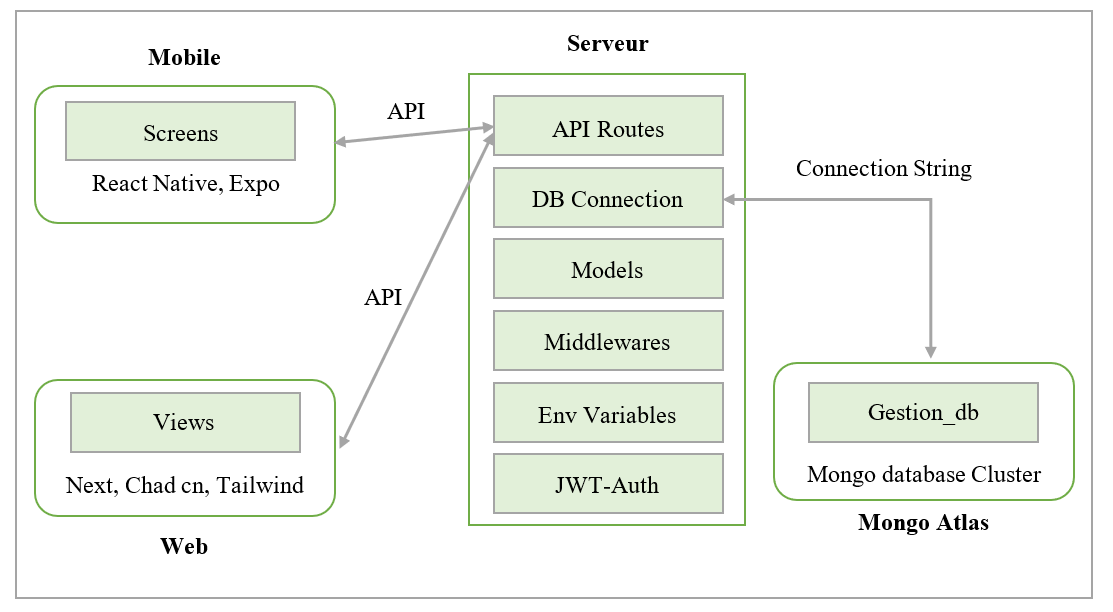 Mobile
Screens
React Native, Expo
API
API
Views
Next, Chad cn, Tailwind
Web
Serveur
API Routes
DB Connection
Models
Middlewares
Env Variables
JWT-Auth
Connection String
Gestion_db
Mongo database Cluster
Mongo Atlas